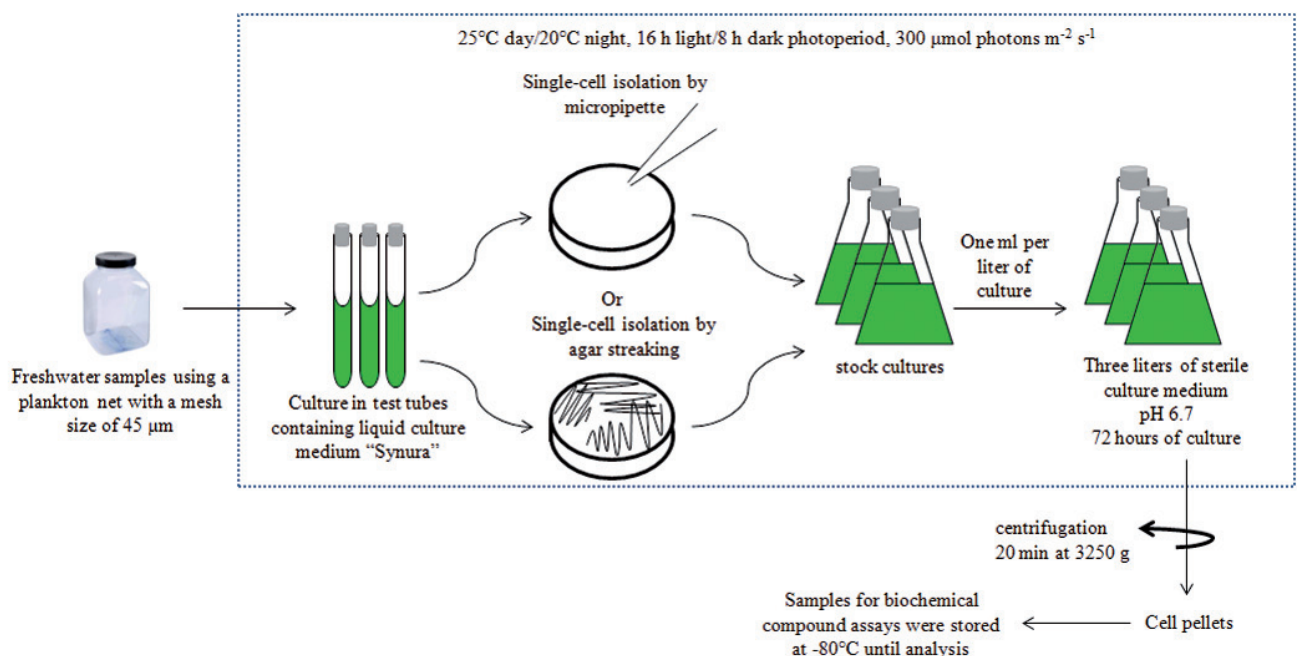 25°C day/20°C night, 16 h light/8 h dark photoperiod, 300 μmol photons m⁻² s⁻¹
Single-cell isolation by
micropipette
Or
Single-cell isolation by
agar streaking
Freshwater samples using a
plankton net with a mesh
size of 45 μm
Culture in test tubes
containing liquid culture
medium “Synura”
stock cultures
One ml per
liter of
culture
Three liters of sterile
culture medium
pH 6.7
72 hours of culture
centrifugation
20 min at 3250 g
Cell pellets
Samples for biochemical
compound assays were stored
at -80°C until analysis